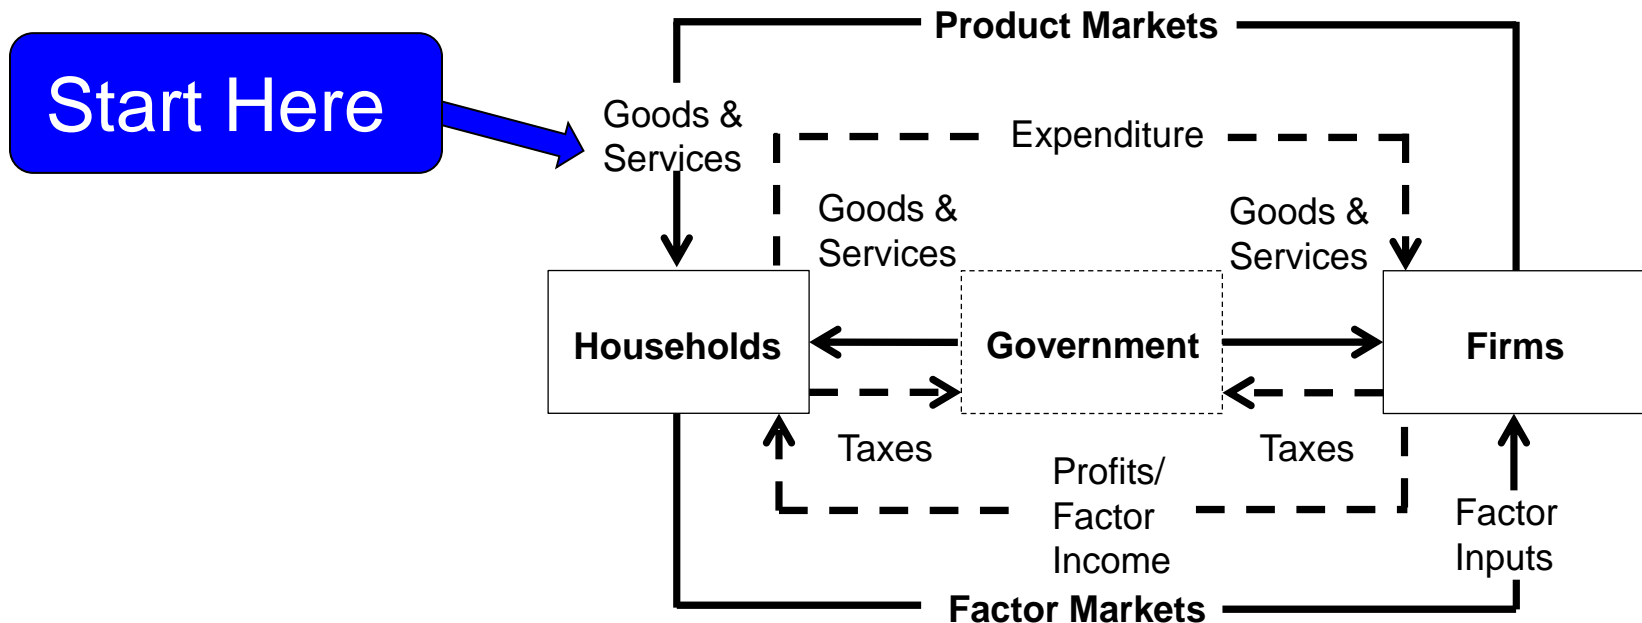 Product Markets
Start Here
Goods &
Services
Expenditure
Goods &
Services
Goods &
Services
Households
Government
Firms
Taxes
Taxes
Profits/
Factor
Income
Factor
Inputs
Factor Markets